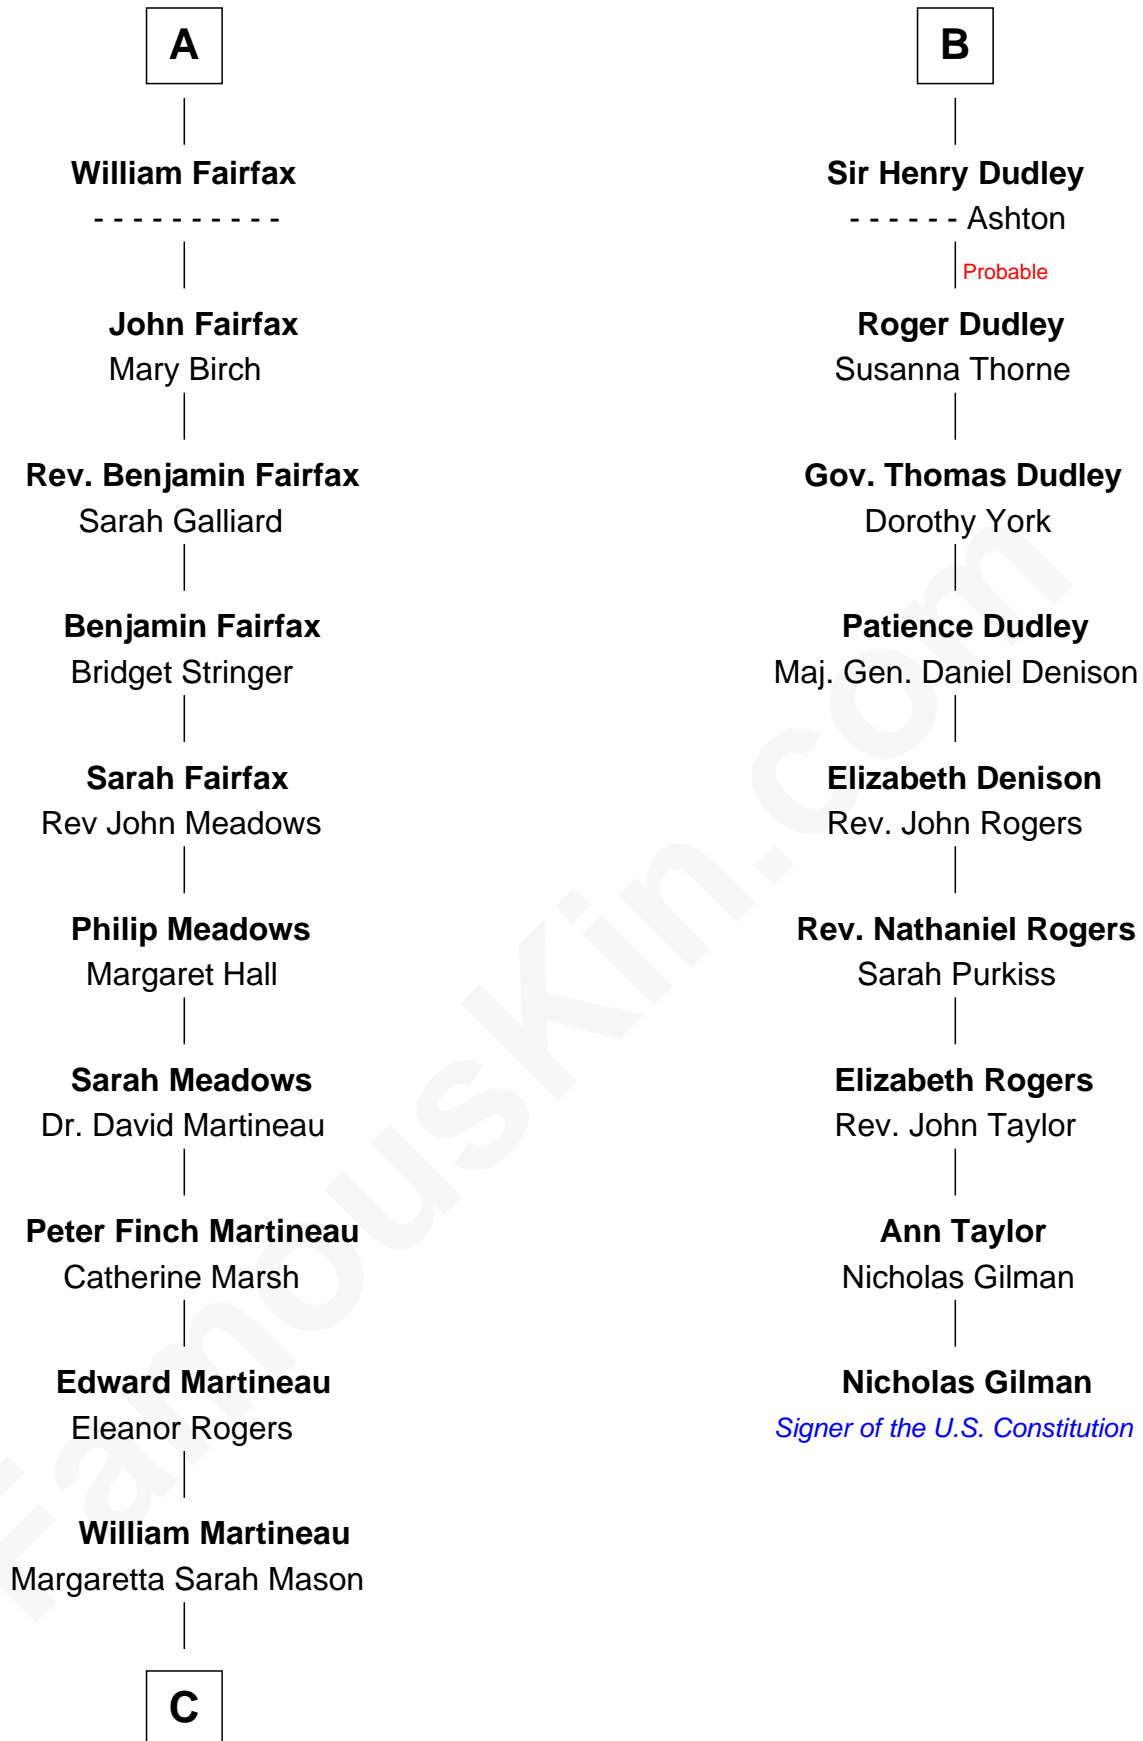 A
William Fairfax
- - - - - - - - - -
John Fairfax
Mary Birch
Rev. Benjamin Fairfax
Sarah Galliard
Benjamin Fairfax
Bridget Stringer
Sarah Fairfax
Rev John Meadows
Philip Meadows
Margaret Hall
Sarah Meadows
Dr. David Martineau
Peter Finch Martineau
Catherine Marsh
Edward Martineau
Eleanor Rogers
William Martineau
Margaretta Sarah Mason
C
B
Sir Henry Dudley
- - - - - - Ashton
Probable
Roger Dudley
Susanna Thorne
Gov. Thomas Dudley
Dorothy York
Patience Dudley
Maj. Gen. Daniel Denison
Elizabeth Denison
Rev. John Rogers
Rev. Nathaniel Rogers
Sarah Purkiss
Elizabeth Rogers
Rev. John Taylor
Ann Taylor
Nicholas Gilman
Nicholas Gilman
Signer of the U.S. Constitution
FamousKin.com